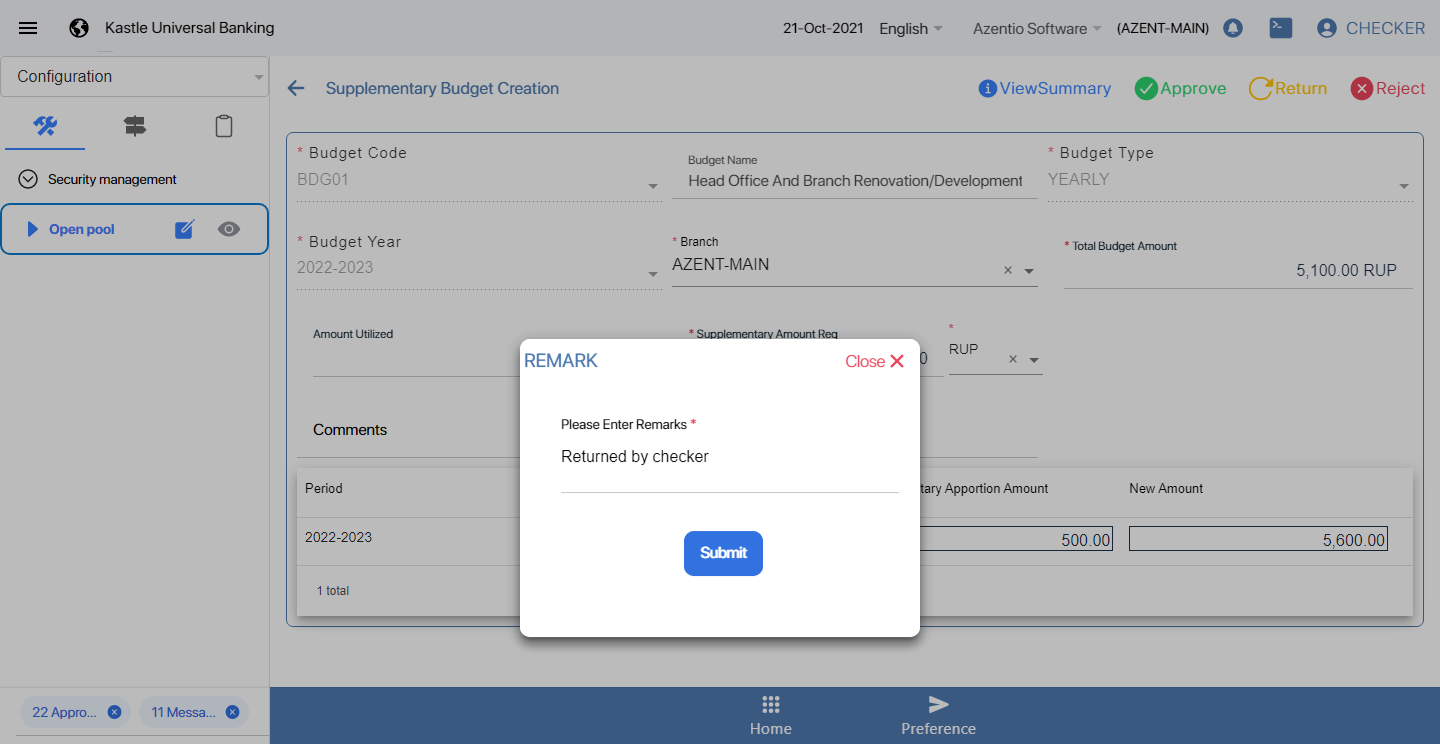 Kastle Universal Banking
21-Oct-2021 English Azentio Software (AZENT-MAIN) CHECKER
Configuration
Supplementary Budget Creation
ViewSummary Approve Return Reject
Security management
Open pool
* Budget Code
BDG01
Budget Name
Head Office And Branch Renovation/Development
* Budget Type
YEARLY
* Budget Year
2022-2023
* Branch
AZENT-MAIN
* Total Budget Amount
5,100.00 RUP
Amount Utilized
* Supplementary Amount Req
0
*
RUP
REMARK
Close
Please Enter Remarks *
Returned by checker
Submit
Comments
Period
tary Apportion Amount
New Amount
2022-2023
500.00
5,600.00
1 total
22 Appro...
11 Messa...
Home
Preference